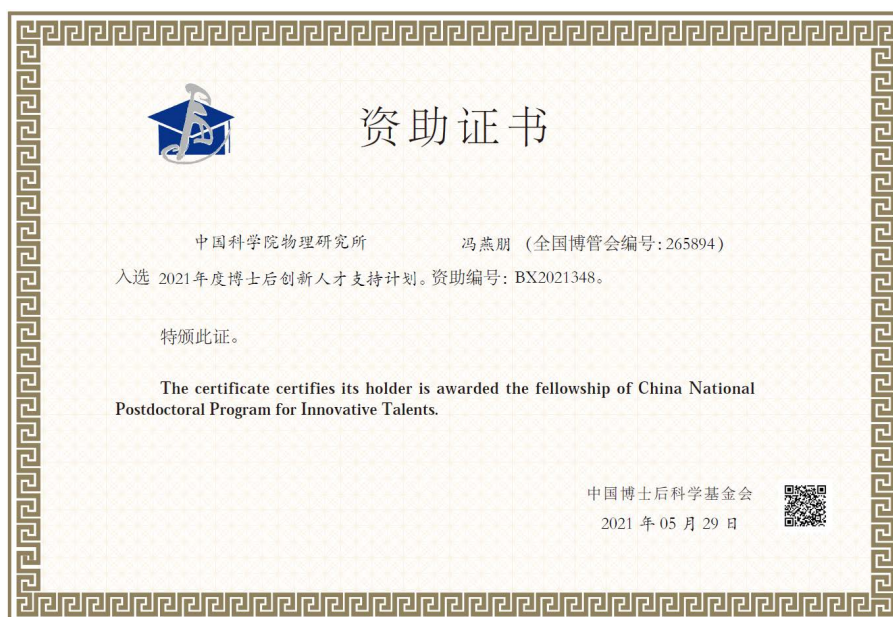 资助证书
中国科学院物理研究所 冯燕朋 (全国博管会编号:265894)
入选 2021年度博士后创新人才支持计划。资助编号: BX2021348。
特颁此证。
The certificate certifies its holder is awarded the fellowship of China National
Postdoctoral Program for Innovative Talents.
中国博士后科学基金会
2021 年 05 月 29 日